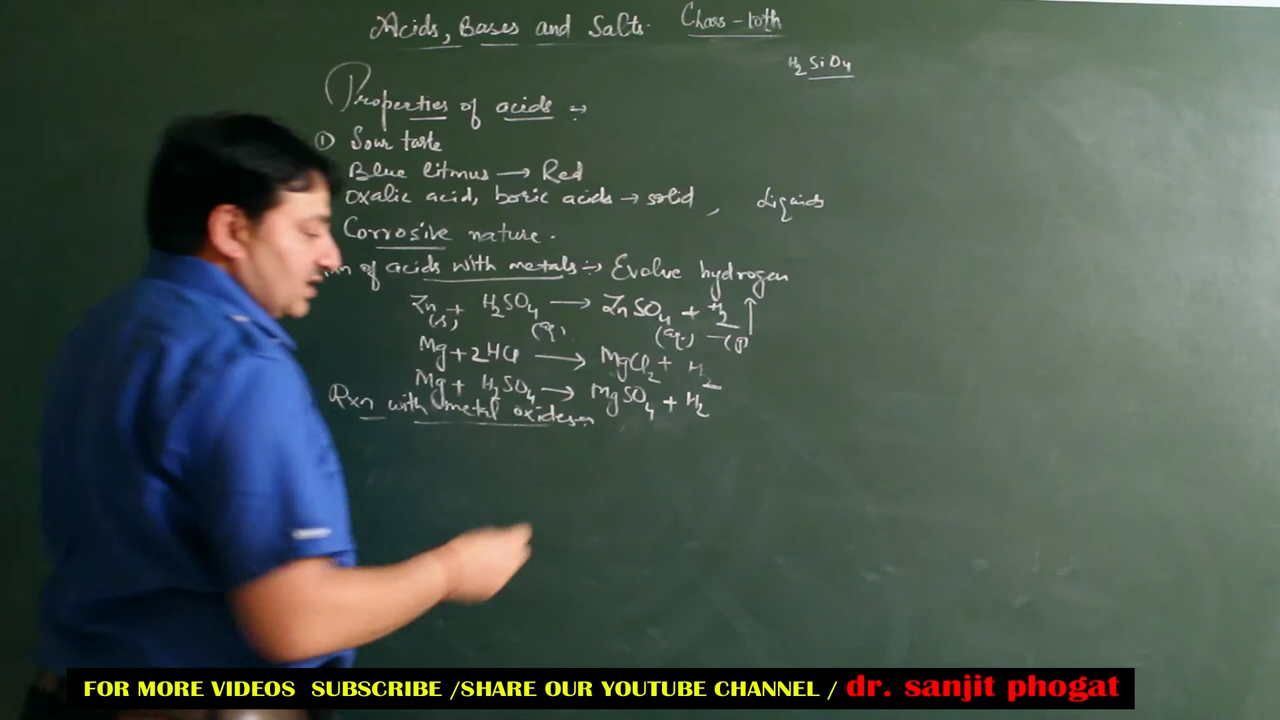 Acids, Bases and Salts. Class-10th
H₂SiO₄
Properties of acids :-
① Sour taste
Blue litmus → Red
Oxalic acid, boric acids → solid, Liquids
Corrosive nature.
of acids with metals :→ Evolve hydrogen
Zn + H₂SO₄ → ZnSO₄ + H₂ ↑
(s) (aq.) (aq.) (g)
Mg + 2HCl → MgCl₂ + H₂
Mg + H₂SO₄ → MgSO₄ + H₂
Rxn with metal oxides:-
FOR MORE VIDEOS SUBSCRIBE /SHARE OUR YOUTUBE CHANNEL / dr. sanjit phogat